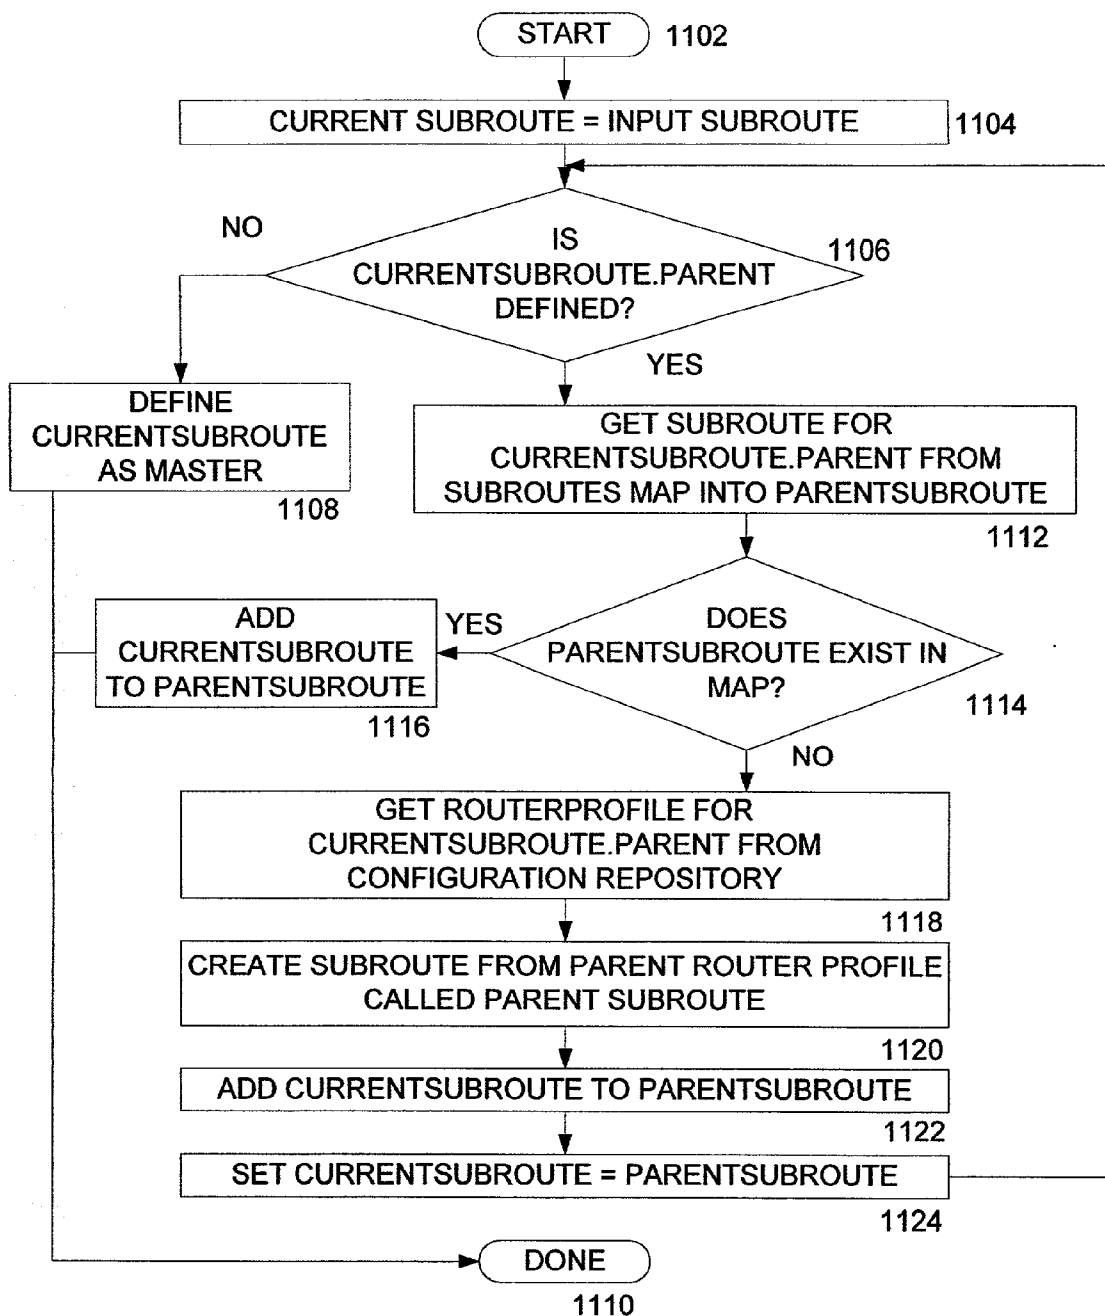 START
1102
CURRENT SUBROUTE = INPUT SUBROUTE
1104
NO
IS
CURRENTSUBROUTE.PARENT
DEFINED?
1106
YES
DEFINE
CURRENTSUBROUTE
AS MASTER
1108
GET SUBROUTE FOR
CURRENTSUBROUTE.PARENT FROM
SUBROUTES MAP INTO PARENTSUBROUTE
1112
ADD
CURRENTSUBROUTE
TO PARENTSUBROUTE
1116
YES
DOES
PARENTSUBROUTE EXIST IN
MAP?
1114
NO
GET ROUTERPROFILE FOR
CURRENTSUBROUTE.PARENT FROM
CONFIGURATION REPOSITORY
1118
CREATE SUBROUTE FROM PARENT ROUTER PROFILE
CALLED PARENT SUBROUTE
1120
ADD CURRENTSUBROUTE TO PARENTSUBROUTE
1122
SET CURRENTSUBROUTE = PARENTSUBROUTE
1124
DONE
1110